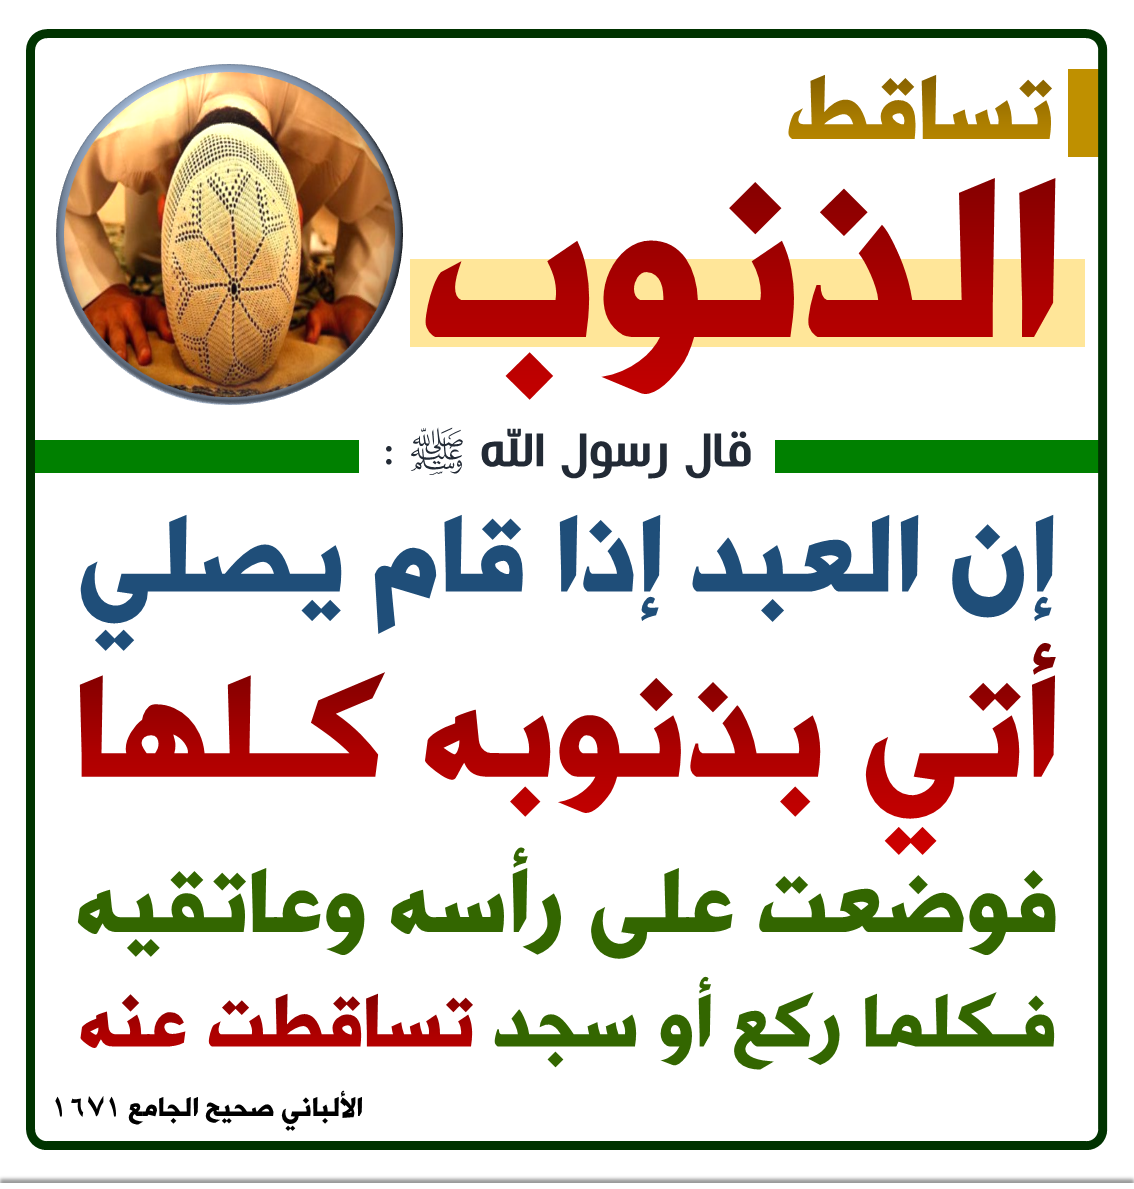 تساقط
الذنوب
قال رسول الله ﷺ :
إن العبد إذا قام يصلي
أتي بذنوبه كلها
فوضعت على رأسه وعاتقيه
فكلما ركع أو سجد تساقطت عنه
الألباني صحيح الجامع ١٦٧١